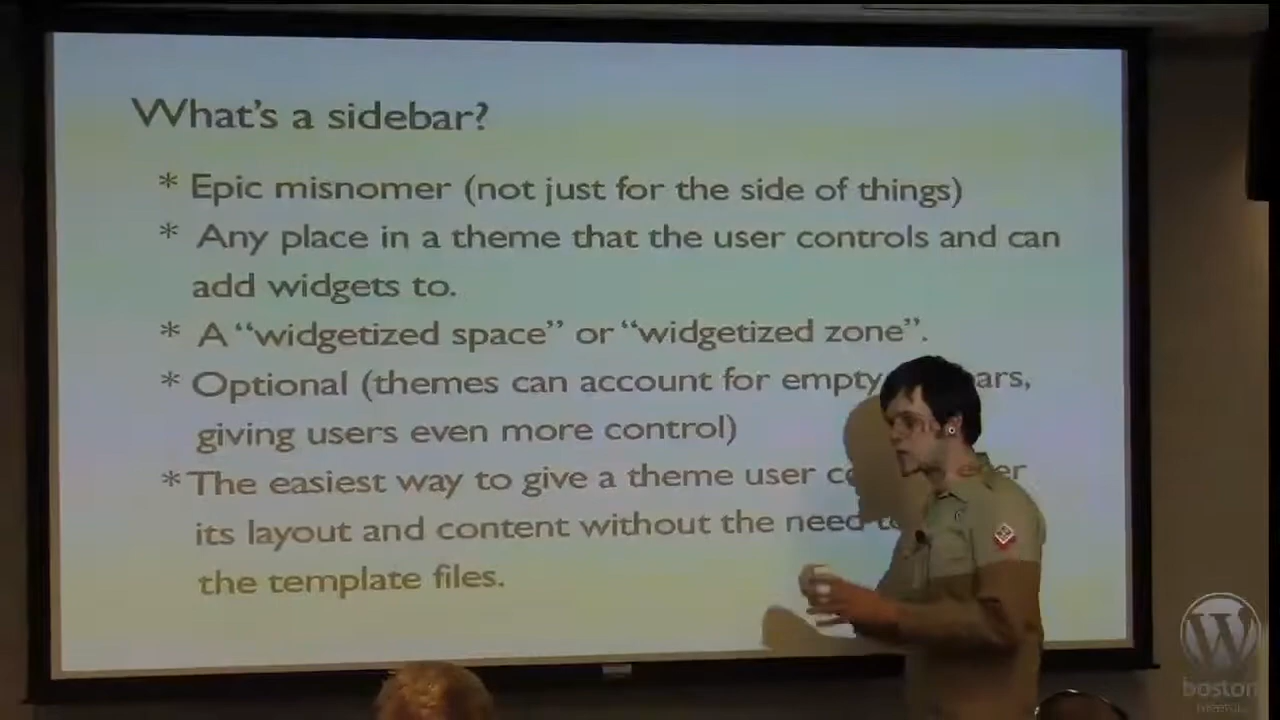 What's a sidebar?
* Epic misnomer (not just for the side of things)
* Any place in a theme that the user controls and can
add widgets to.
* A “widgetized space” or “widgetized zone”.
* Optional (themes can account for empty
giving users even more control)
* The easiest way to give a theme user
its layout and content without the need
the template files.
W
boston